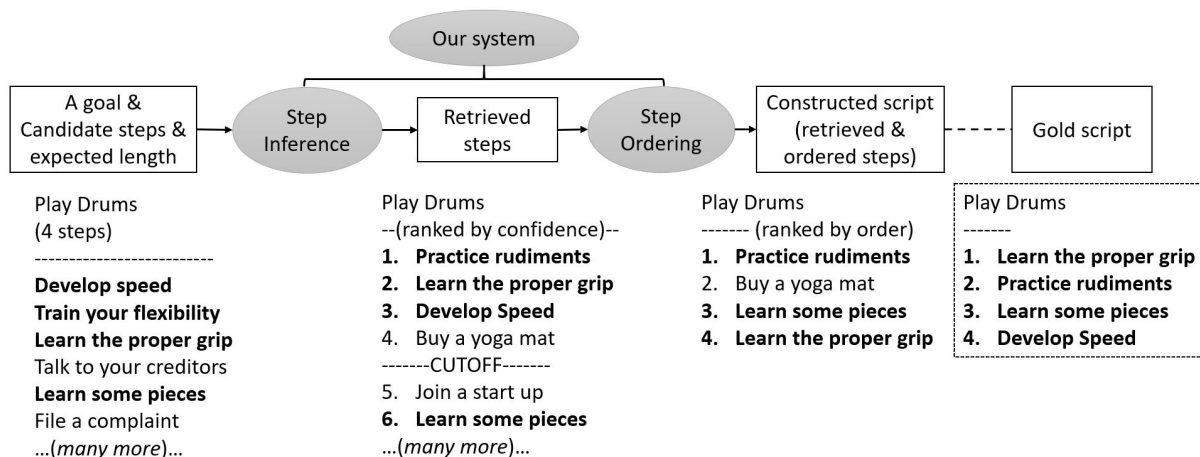 Our system
A goal &
Candidate steps &
expected length
Step
Inference
Retrieved
steps
Step
Ordering
Constructed script
(retrieved &
ordered steps)
Gold script
Play Drums
(4 steps)
--------------------------
Develop speed
Train your flexibility
Learn the proper grip
Talk to your creditors
Learn some pieces
File a complaint
...(many more)...
Play Drums
--(ranked by confidence)--
1. Practice rudiments
2. Learn the proper grip
3. Develop Speed
4. Buy a yoga mat
-------CUTOFF-------
5. Join a start up
6. Learn some pieces
...(many more)...
Play Drums
------- (ranked by order)
1. Practice rudiments
2. Buy a yoga mat
3. Learn some pieces
4. Learn the proper grip
Play Drums
-------
1. Learn the proper grip
2. Practice rudiments
3. Learn some pieces
4. Develop Speed